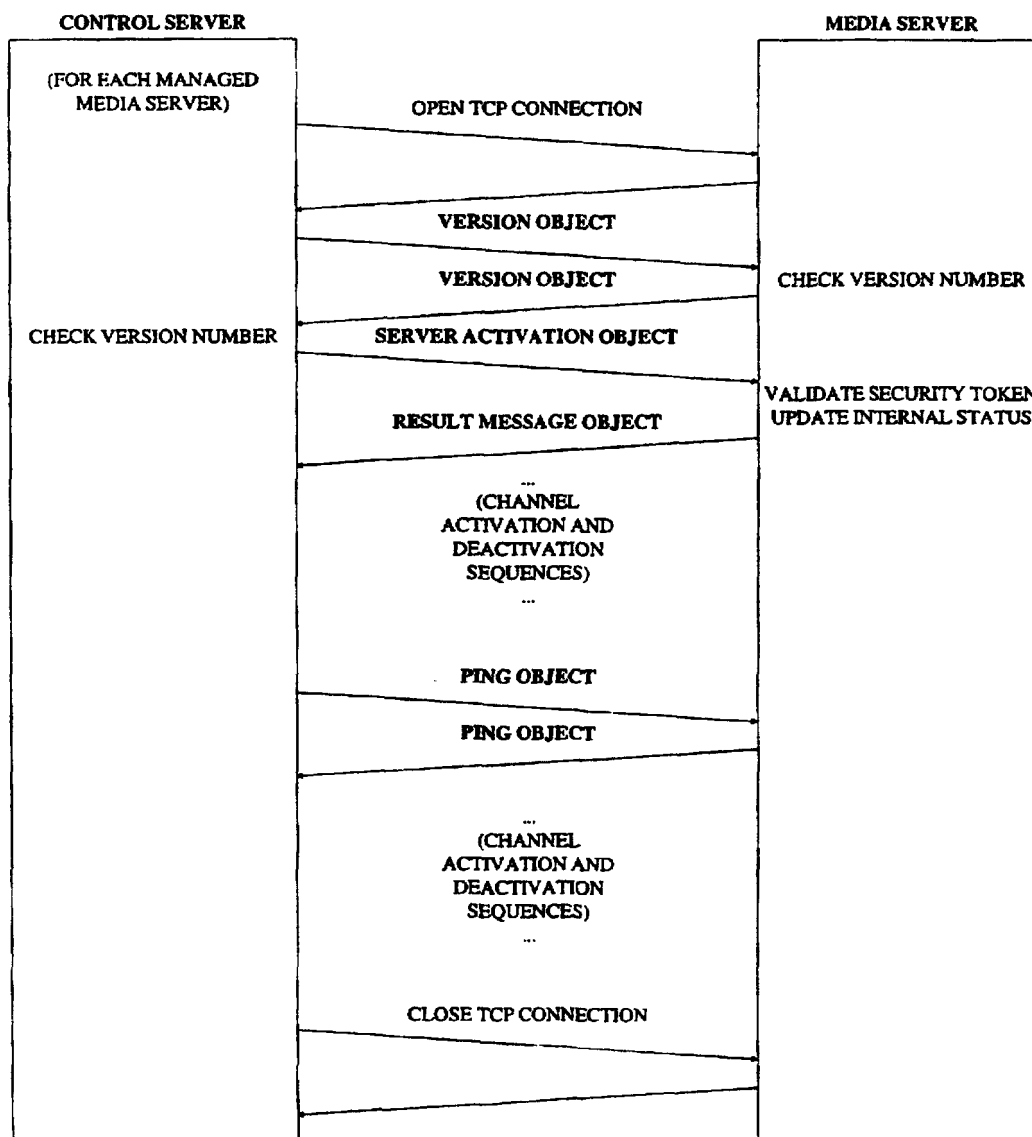 CONTROL SERVER
MEDIA SERVER
(FOR EACH MANAGED
MEDIA SERVER)
OPEN TCP CONNECTION
VERSION OBJECT
VERSION OBJECT
CHECK VERSION NUMBER
CHECK VERSION NUMBER
SERVER ACTIVATION OBJECT
VALIDATE SECURITY TOKEN
UPDATE INTERNAL STATUS
RESULT MESSAGE OBJECT
...
(CHANNEL
ACTIVATION AND
DEACTIVATION
SEQUENCES)
...
PING OBJECT
PING OBJECT
...
(CHANNEL
ACTIVATION AND
DEACTIVATION
SEQUENCES)
...
CLOSE TCP CONNECTION